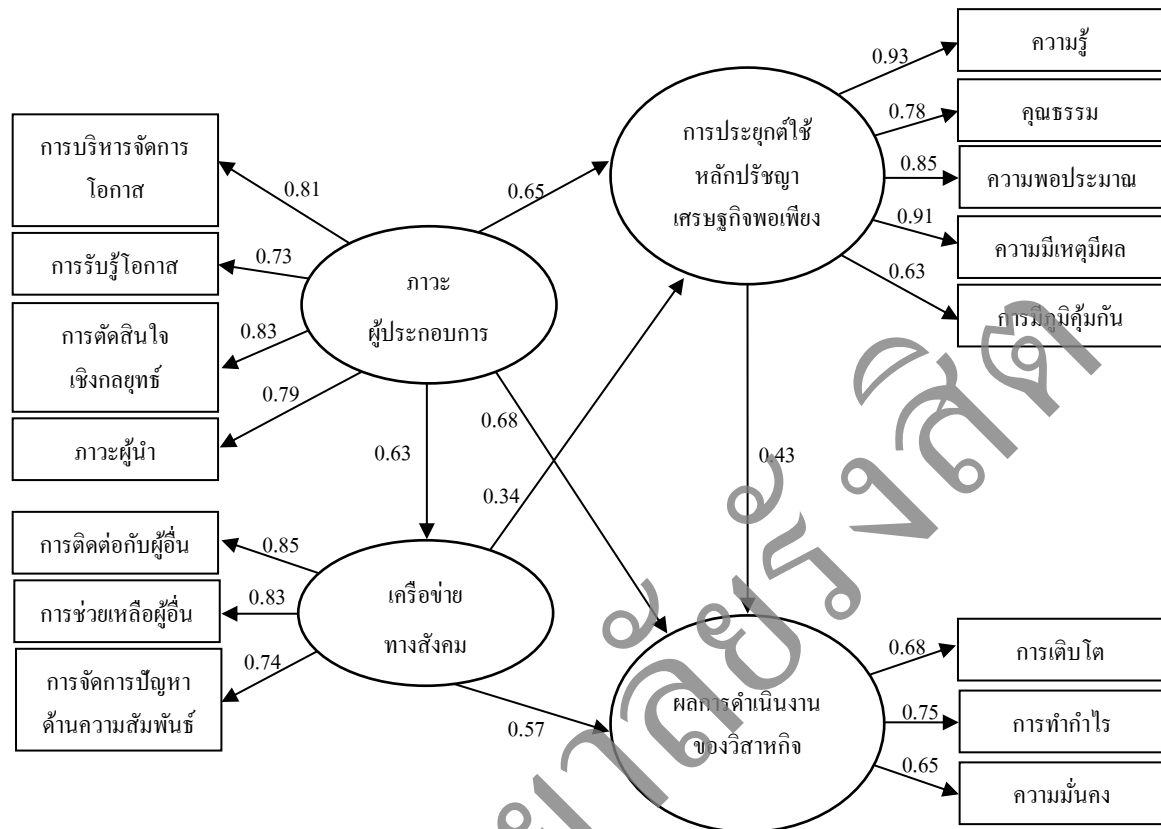 ความรู้
0.93
การประยุกต์ใช้
หลักปรัชญา
เศรษฐกิจพอเพียง
0.78
คุณธรรม
0.85
ความพอประมาณ
0.91
ความมีเหตุมีผล
0.63
การมีภูมิคุ้มกัน
การบริหารจัดการ
โอกาส
0.81
0.65
การรับรู้โอกาส
0.73
ภาวะ
ผู้ประกอบการ
การตัดสินใจ
เชิงกลยุทธ์
0.83
0.79
ภาวะผู้นำ
0.63
0.68
0.34
0.43
การติดต่อกับผู้อื่น
0.85
การช่วยเหลือผู้อื่น
0.83
เครือข่าย
ทางสังคม
0.74
การจัดการปัญหา
ด้านความสัมพันธ์
0.57
ผลการดำเนินงาน
ของวิสาหกิจ
0.68
การเติบโต
0.75
การทำกำไร
0.65
ความมั่นคง